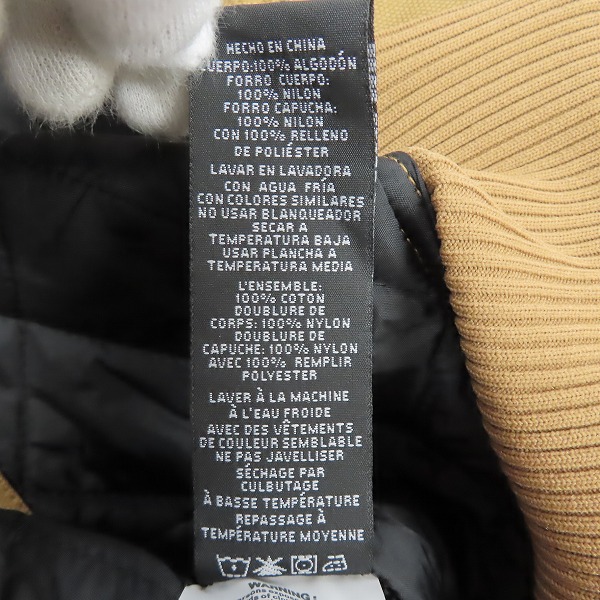 HECHO EN CHINA
CUERPO:100% ALGODÓN
FORRO CUERPO:
100% NILON
FORRO CAPUCHA:
100% NILON
CON 100% RELLENO
DE POLIÉSTER
LAVAR EN LAVADORA
CON AGUA FRÍA
CON COLORES SIMILARES
NO USAR BLANQUEADOR
SECAR A
TEMPERATURA BAJA
USAR PLANCHA A
TEMPERATURA MEDIA
L'ENSEMBLE:
100% COTON
DOUBLURE DE
CORPS: 100% NYLON
DOUBLURE DE
CAPUCHE: 100% NYLON
AVEC 100% REMPLIR
POLYESTER
LAVER À LA MACHINE
À L'EAU FROIDE
AVEC DES VÊTEMENTS
DE COULEUR SEMBLABLE
NE PAS JAVELLISER
SÉCHAGE PAR
CULBUTAGE
À BASSE TEMPÉRATURE
REPASSAGE À
TEMPÉRATURE MOYENNE
WARNING!